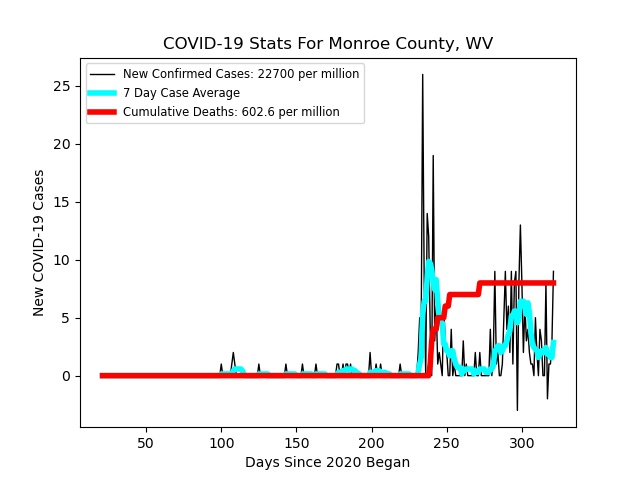 COVID-19 Stats For Monroe County, WV
New Confirmed Cases: 22700 per million
7 Day Case Average
Cumulative Deaths: 602.6 per million
New COVID-19 Cases
25
20
15
10
5
0
50
100
150
200
250
300
Days Since 2020 Began